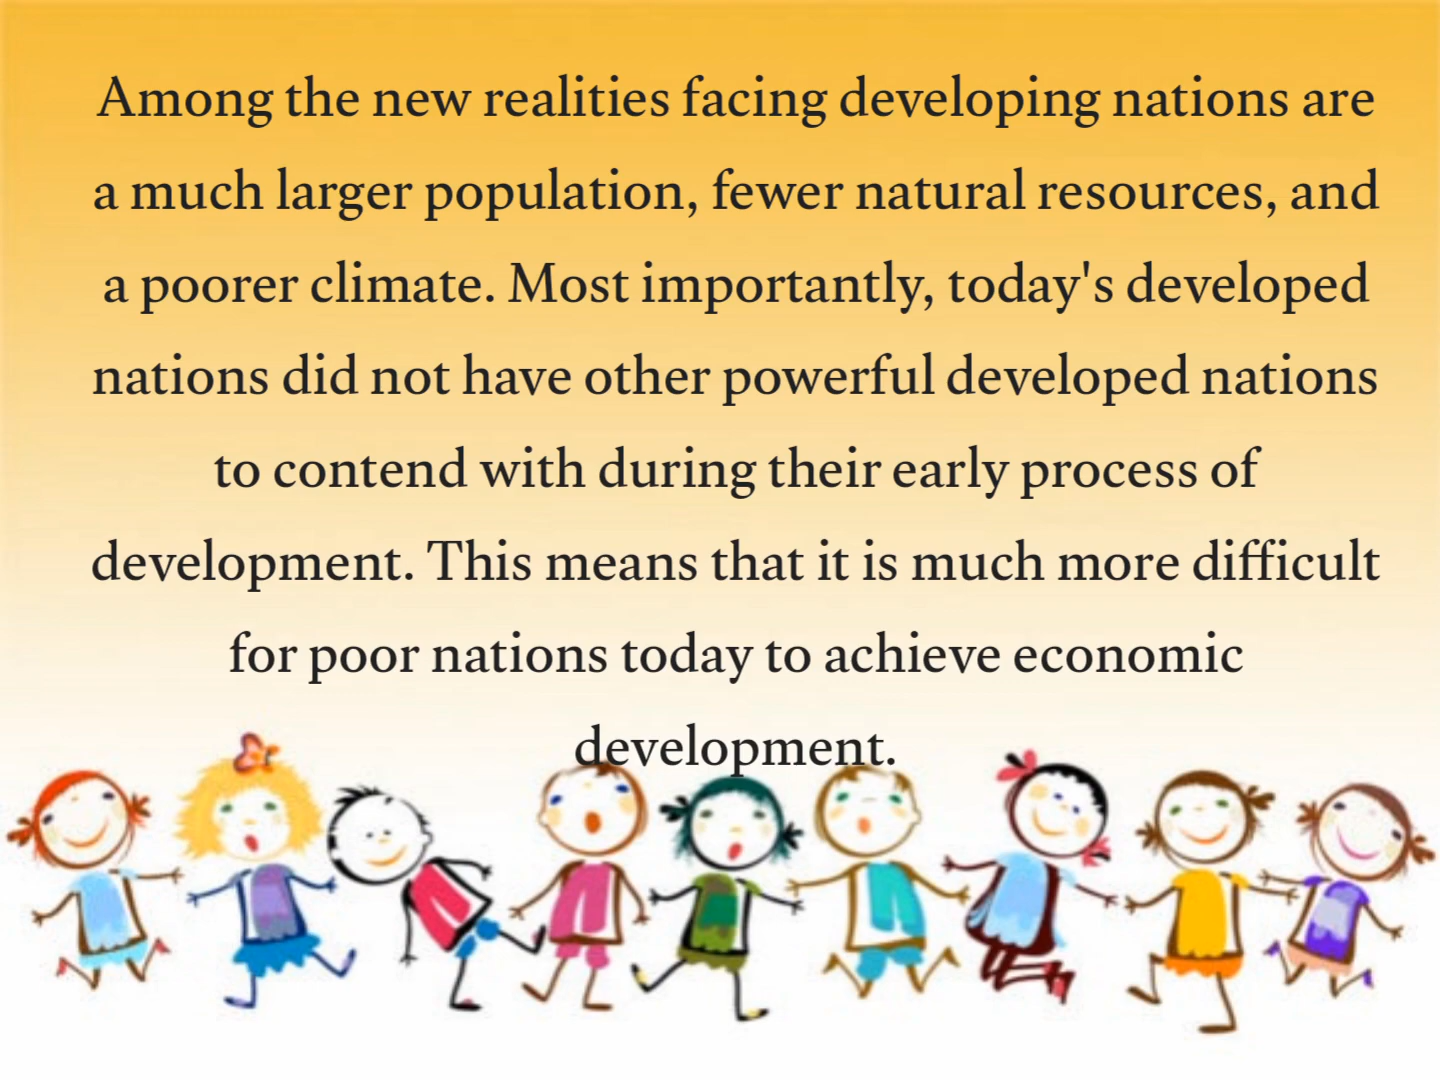 Among the new realities facing developing nations are
a much larger population, fewer natural resources, and
a poorer climate. Most importantly, today's developed
nations did not have other powerful developed nations
to contend with during their early process of
development. This means that it is much more difficult
for poor nations today to achieve economic
development.